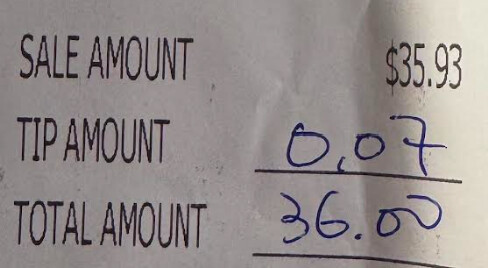 SALE AMOUNT $35.93
TIP AMOUNT 0.07
TOTAL AMOUNT 36.00